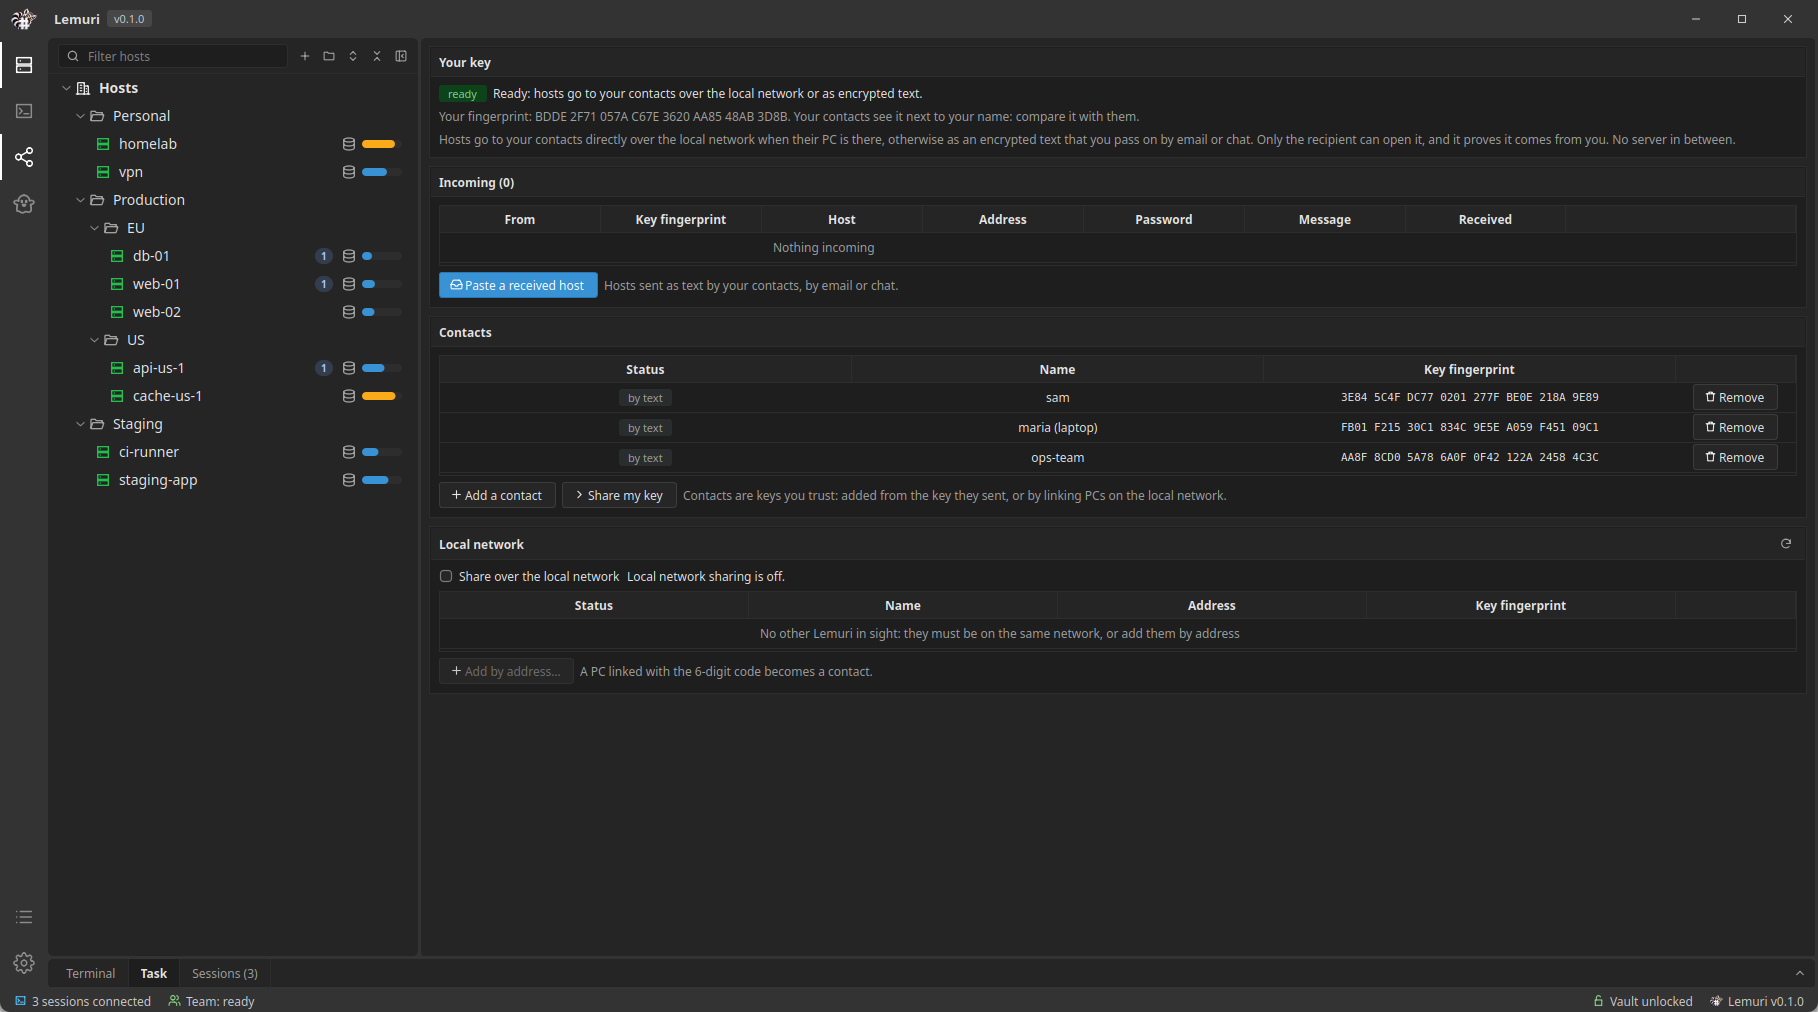 Lemuri v0.1.0
Filter hosts
Hosts
Personal
homelab
vpn
Production
EU
db-01 1
web-01 1
web-02
US
api-us-1 1
cache-us-1
Staging
ci-runner
staging-app
Your key
ready Ready: hosts go to your contacts over the local network or as encrypted text.
Your fingerprint: BDDE 2F71 057A C67E 3620 AA85 48AB 3D8B. Your contacts see it next to your name: compare it with them.
Hosts go to your contacts directly over the local network when their PC is there, otherwise as an encrypted text that you pass on by email or chat. Only the recipient can open it, and it proves it comes from you. No server in between.
Incoming (0)
From Key fingerprint Host Address Password Message Received
Nothing incoming
Paste a received host Hosts sent as text by your contacts, by email or chat.
Contacts
Status Name Key fingerprint
by text sam 3E84 5C4F DC77 0201 277F BE0E 218A 9E89 Remove
by text maria (laptop) FB01 F215 30C1 834C 9E5E A059 F451 09C1 Remove
by text ops-team AA8F 8CD0 5A78 6A0F 0F42 122A 2458 4C3C Remove
+ Add a contact > Share my key Contacts are keys you trust: added from the key they sent, or by linking PCs on the local network.
Local network
Share over the local network Local network sharing is off.
Status Name Address Key fingerprint
No other Lemuri in sight: they must be on the same network, or add them by address
+ Add by address... A PC linked with the 6-digit code becomes a contact.
Terminal Task Sessions (3)
3 sessions connected Team: ready Vault unlocked Lemuri v0.1.0